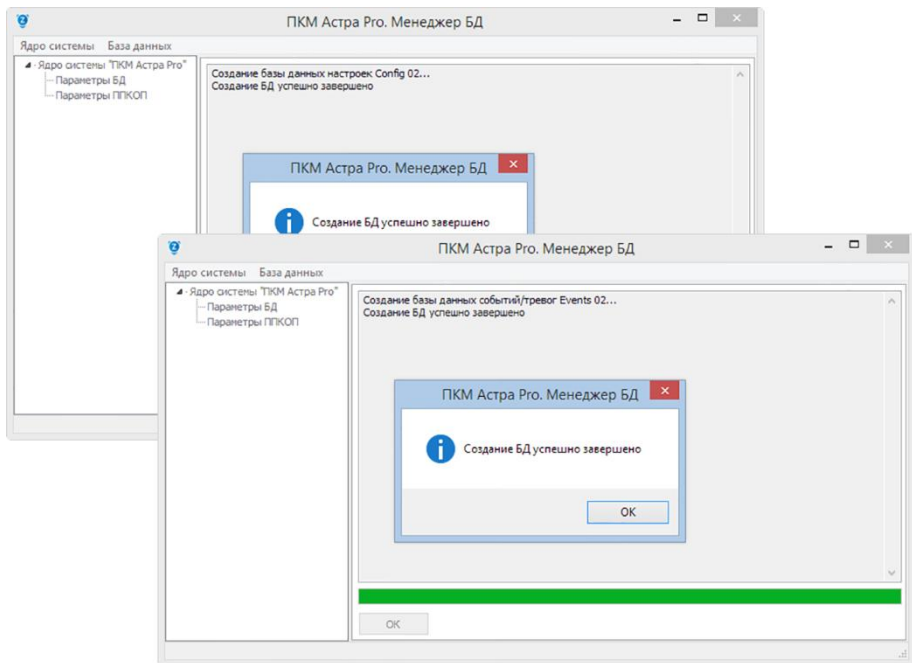 ПКМ Астра Pro. Менеджер БД
Ядро системы База данных
Ядро системы "ПКМ Астра Pro"
Параметры БД
Параметры ППКОП
Создание базы данных настроек Config 02...
Создание БД успешно завершено
ПКМ Астра Pro. Менеджер БД
Создание БД успешно завершено
ПКМ Астра Pro. Менеджер БД
Ядро системы База данных
Ядро системы "ПКМ Астра Pro"
Параметры БД
Параметры ППКОП
Создание базы данных событий/тревог Events 02...
Создание БД успешно завершено
ПКМ Астра Pro. Менеджер БД
Создание БД успешно завершено
OK
OK